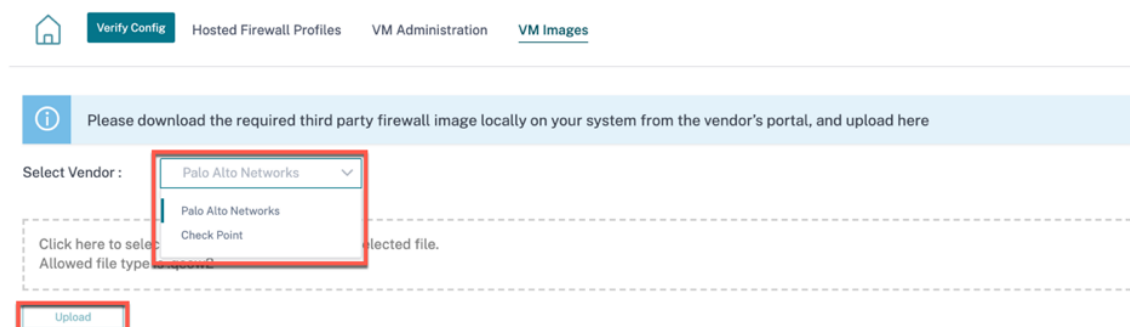 Verify Config Hosted Firewall Profiles VM Administration VM Images
Please download the required third party firewall image locally on your system from the vendor's portal, and upload here
Select Vendor : Palo Alto Networks
Palo Alto Networks
Check Point
Click here to selected file.
Allowed file type
Upload